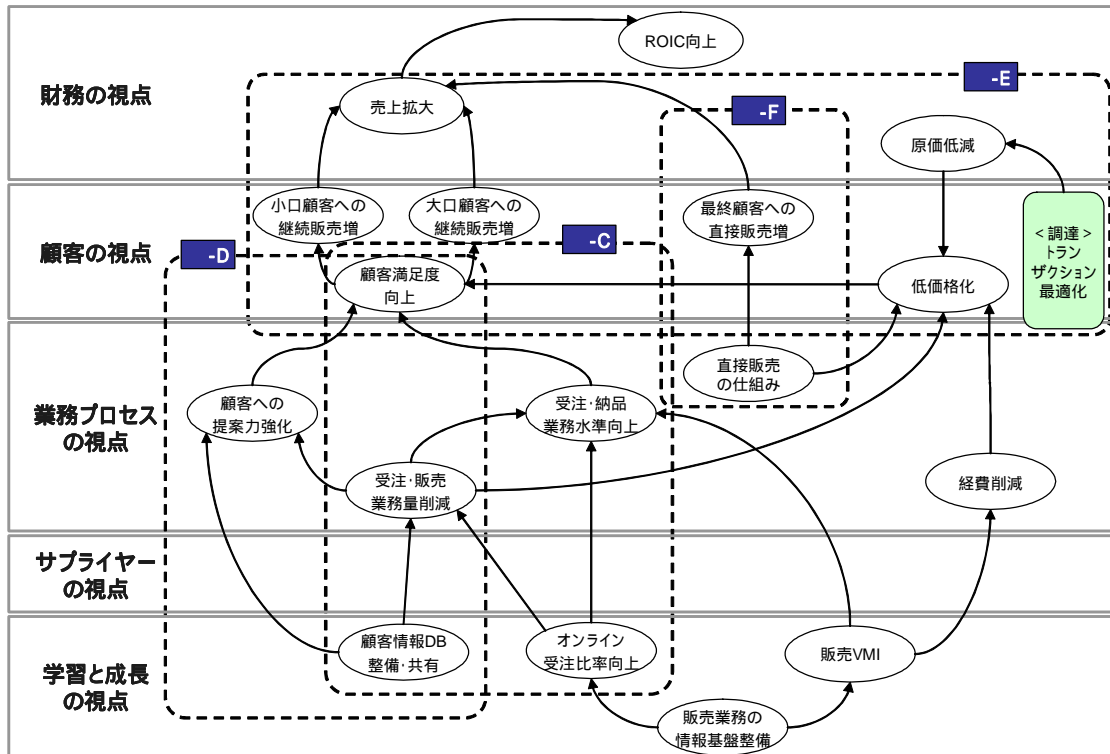 ROIC向上
-E
財務の視点
売上拡大
-F
原価低減
小口顧客への
継続販売増
大口顧客への
継続販売増
最終顧客への
直接販売増
<調達>
トラン
ザクション
最適化
顧客の視点
-D
-C
顧客満足度
向上
低価格化
直接販売
の仕組み
業務プロセス
の視点
顧客への
提案力強化
受注・納品
業務水準向上
受注・販売
業務量削減
経費削減
サプライヤー
の視点
学習と成長
の視点
顧客情報DB
整備・共有
オンライン
受注比率向上
販売VMI
販売業務の
情報基盤整備